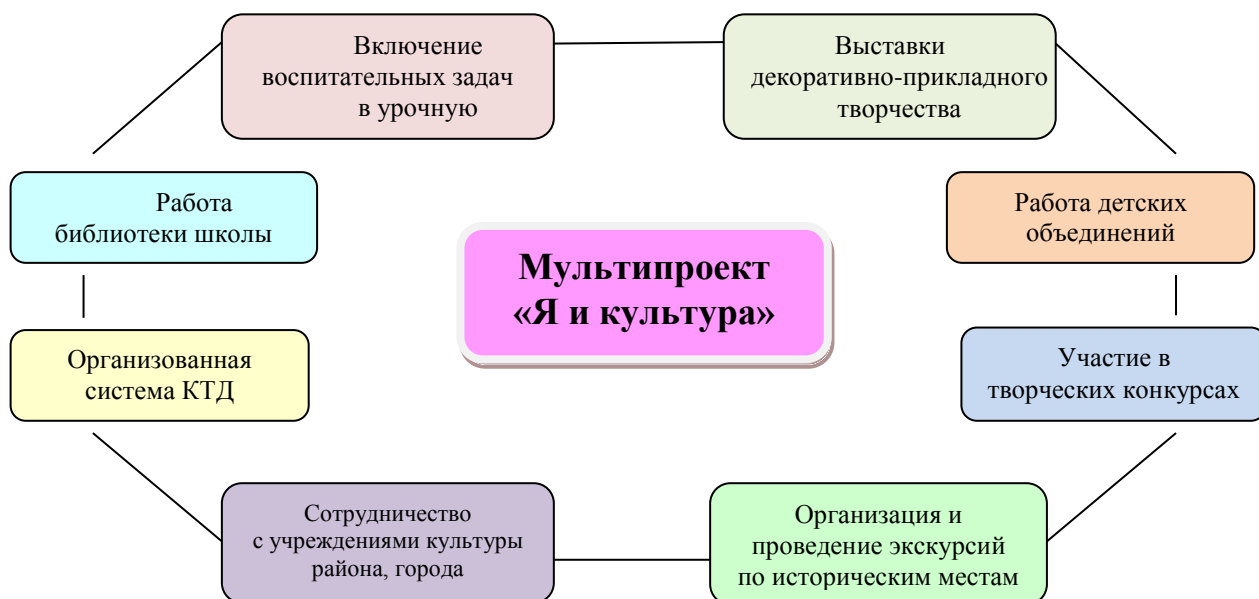 Включение
воспитательных задач
в урочную
Выставки
декоративно-прикладного
творчества
Работа
библиотеки школы
Работа детских
объединений
Мультипроект
«Я и культура»
Организованная
система КТД
Участие в
творческих конкурсах
Сотрудничество
с учреждениями культуры
района, города
Организация и
проведение экскурсий
по историческим местам